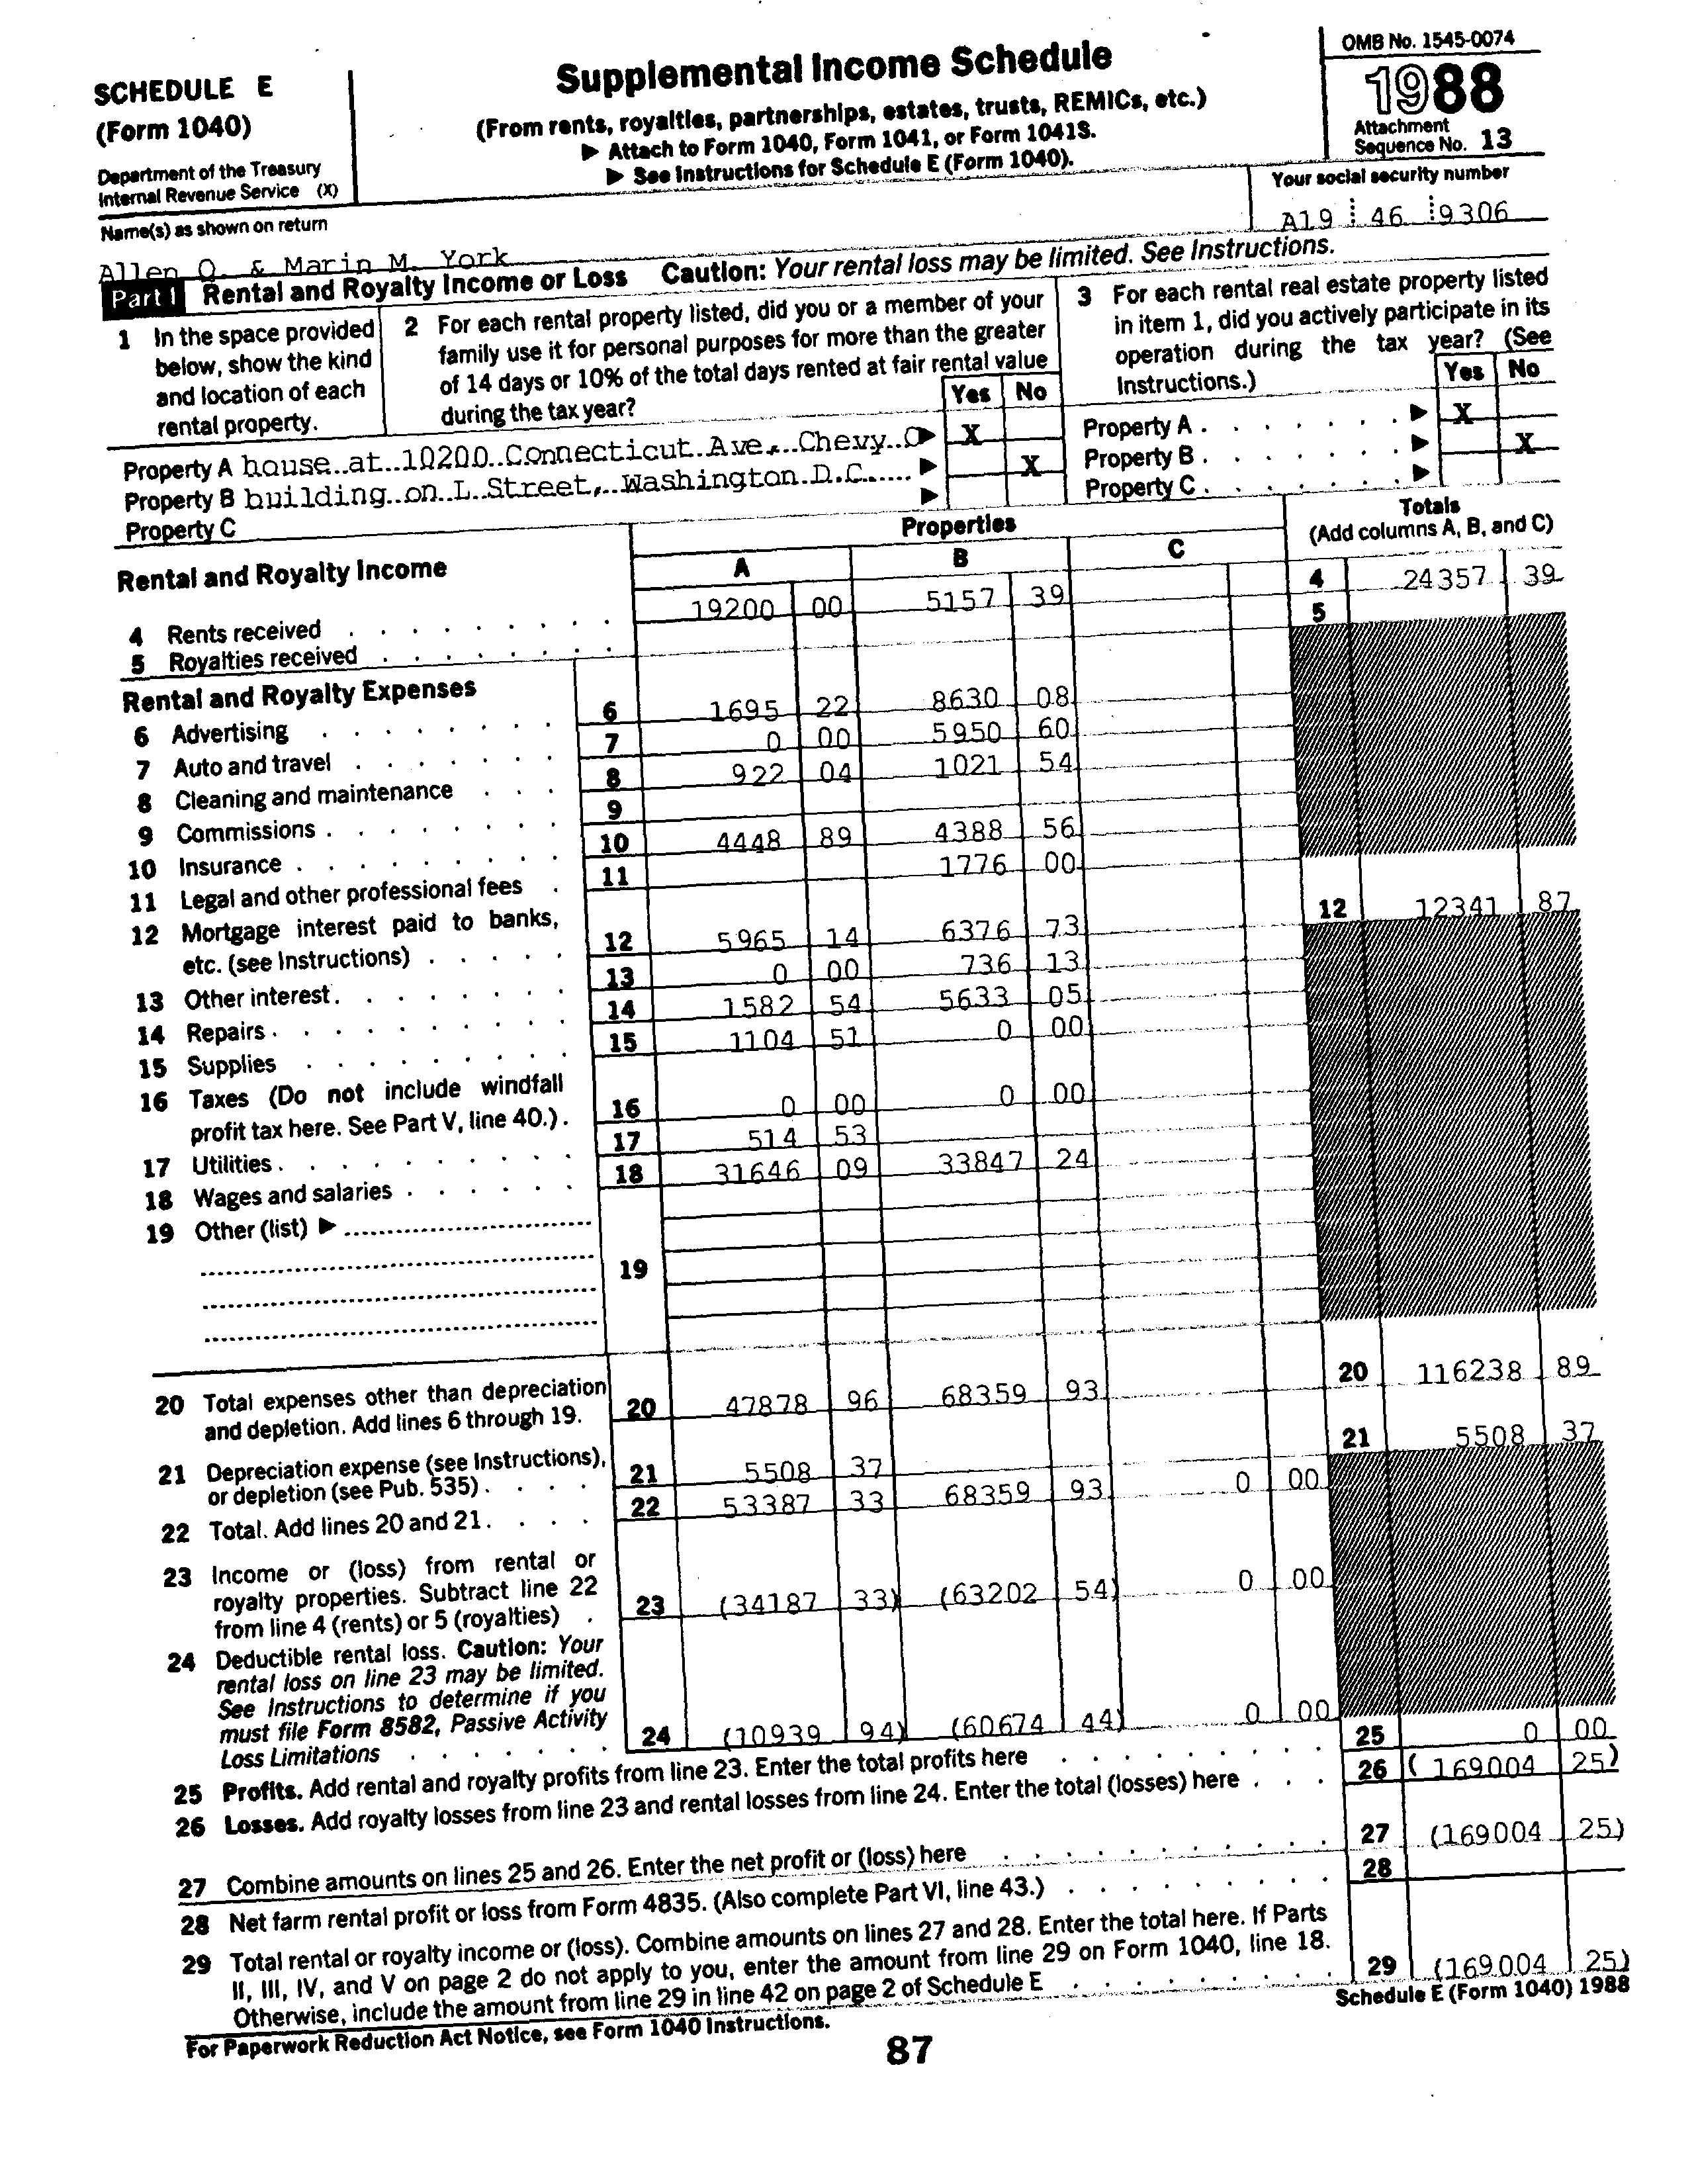 SCHEDULE E
(Form 1040)
Department of the Treasury
Internal Revenue Service (X)
Supplemental Income Schedule
(From rents, royalties, partnerships, estates, trusts, REMICs, etc.)
▶ Attach to Form 1040, Form 1041, or Form 1041S.
▶ See Instructions for Schedule E (Form 1040).
OMB No. 1545-0074
1988
Attachment
Sequence No. 13
Name(s) as shown on return
Allen Q. & Marin M. York
Your social security number
A19 46 9306
Part I Rental and Royalty Income or Loss Caution: Your rental loss may be limited. See Instructions.
1 In the space provided
below, show the kind
and location of each
rental property.
2 For each rental property listed, did you or a member of your
family use it for personal purposes for more than the greater
of 14 days or 10% of the total days rented at fair rental value
during the tax year?
Yes No
3 For each rental real estate property listed
in item 1, did you actively participate in its
operation during the tax year? (See
Instructions.)
Yes No
Property A house at 10200 Connecticut Ave, Chevy C ▶ X
Property B building on L Street, Washington D.C. ▶ X
Property C ▶
Property A ▶ X
Property B ▶ X
Property C ▶
Rental and Royalty Income
Properties
A B C
Totals
(Add columns A, B, and C)
4 Rents received 19200 00 5157 39 4 24357 39
5 Royalties received 5
Rental and Royalty Expenses
6 Advertising 6 1695 22 8630 08
7 Auto and travel 7 0 00 5950 60
8 Cleaning and maintenance 8 922 04 1021 54
9 Commissions 9
10 Insurance 10 4448 89 4388 56
11 Legal and other professional fees 11 1776 00
12 Mortgage interest paid to banks,
etc. (see Instructions) 12 5965 14 6376 73 12 12341 87
13 Other interest 13 0 00 736 13
14 Repairs 14 1582 54 5633 05
15 Supplies 15 1104 51 0 00
16 Taxes (Do not include windfall
profit tax here. See Part V, line 40.) 16 0 00 0 00
17 Utilities 17 514 53
18 Wages and salaries 18 31646 09 33847 24
19 Other (list) ▶
19
20 Total expenses other than depreciation
and depletion. Add lines 6 through 19. 20 47878 96 68359 93 20 116238 89
21 Depreciation expense (see Instructions),
or depletion (see Pub. 535) 21 5508 37 21 5508 37
22 Total. Add lines 20 and 21 22 53387 33 68359 93 0 00
23 Income or (loss) from rental or
royalty properties. Subtract line 22
from line 4 (rents) or 5 (royalties) 23 (34187 33) (63202 54) 0 00
24 Deductible rental loss. Caution: Your
rental loss on line 23 may be limited.
See Instructions to determine if you
must file Form 8582, Passive Activity
Loss Limitations 24 (10939 94) (60674 44) 0 00
25 Profits. Add rental and royalty profits from line 23. Enter the total profits here 25 0 00
26 Losses. Add royalty losses from line 23 and rental losses from line 24. Enter the total (losses) here 26 (169004 25)
27 Combine amounts on lines 25 and 26. Enter the net profit or (loss) here 27 (169004 25)
28 Net farm rental profit or loss from Form 4835. (Also complete Part VI, line 43.) 28
29 Total rental or royalty income or (loss). Combine amounts on lines 27 and 28. Enter the total here. If Parts
II, III, IV, and V on page 2 do not apply to you, enter the amount from line 29 on Form 1040, line 18.
Otherwise, include the amount from line 29 in line 42 on page 2 of Schedule E 29 (169004 25)
For Paperwork Reduction Act Notice, see Form 1040 Instructions.
Schedule E (Form 1040) 1988
87